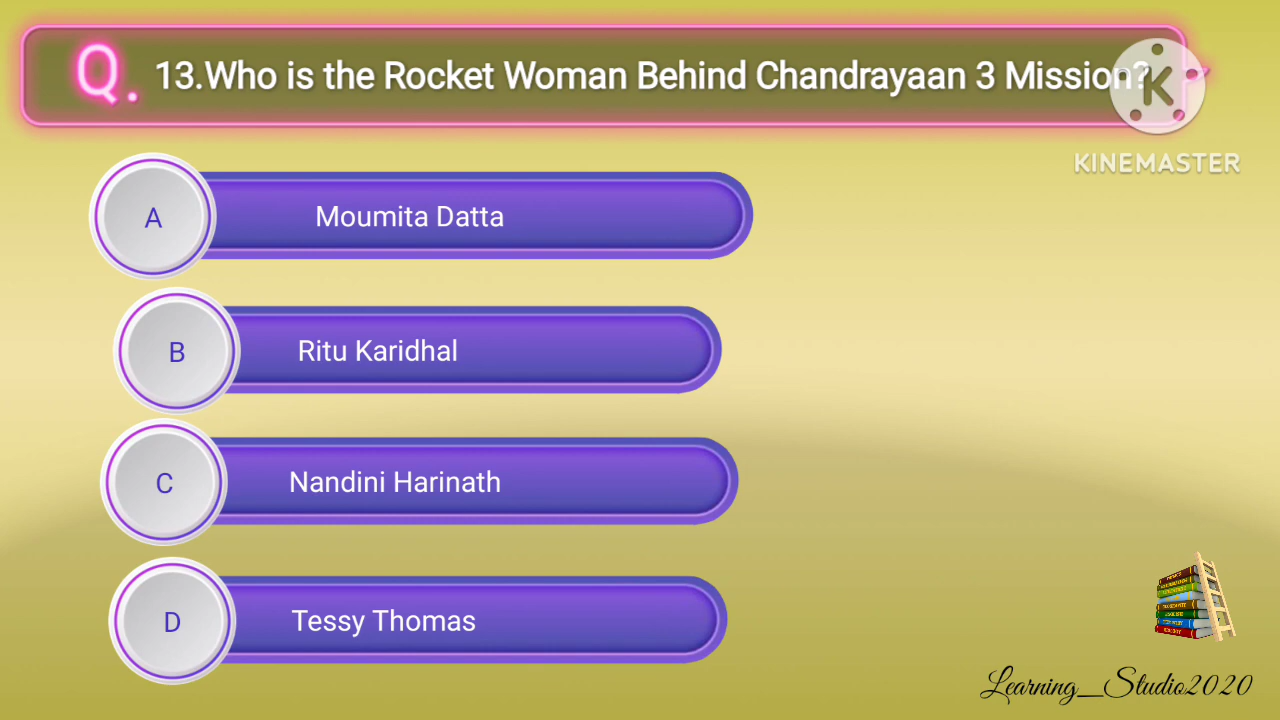 Q. 13.Who is the Rocket Woman Behind Chandrayaan 3 Mission?
K
KINEMASTER
A Moumita Datta
B Ritu Karidhal
C Nandini Harinath
D Tessy Thomas
Learning_Studio2020